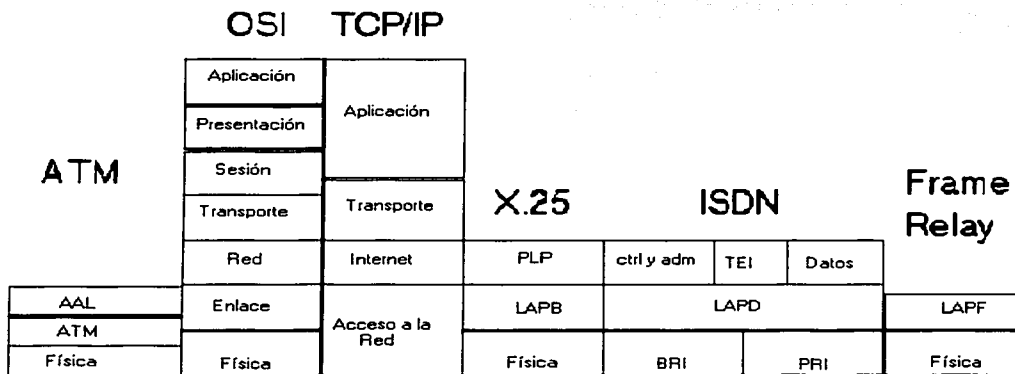 OSI TCP/IP
Aplicación
Aplicación
Presentación
ATM
Sesión
Transporte
Transporte
X.25
ISDN
Frame
Relay
Red
Internet
PLP
ctrl y adm
TEI
Datos
AAL
Enlace
Acceso a la
Red
LAPB
LAPD
LAPF
ATM
Física
Física
Física
BRI
PRI
Física